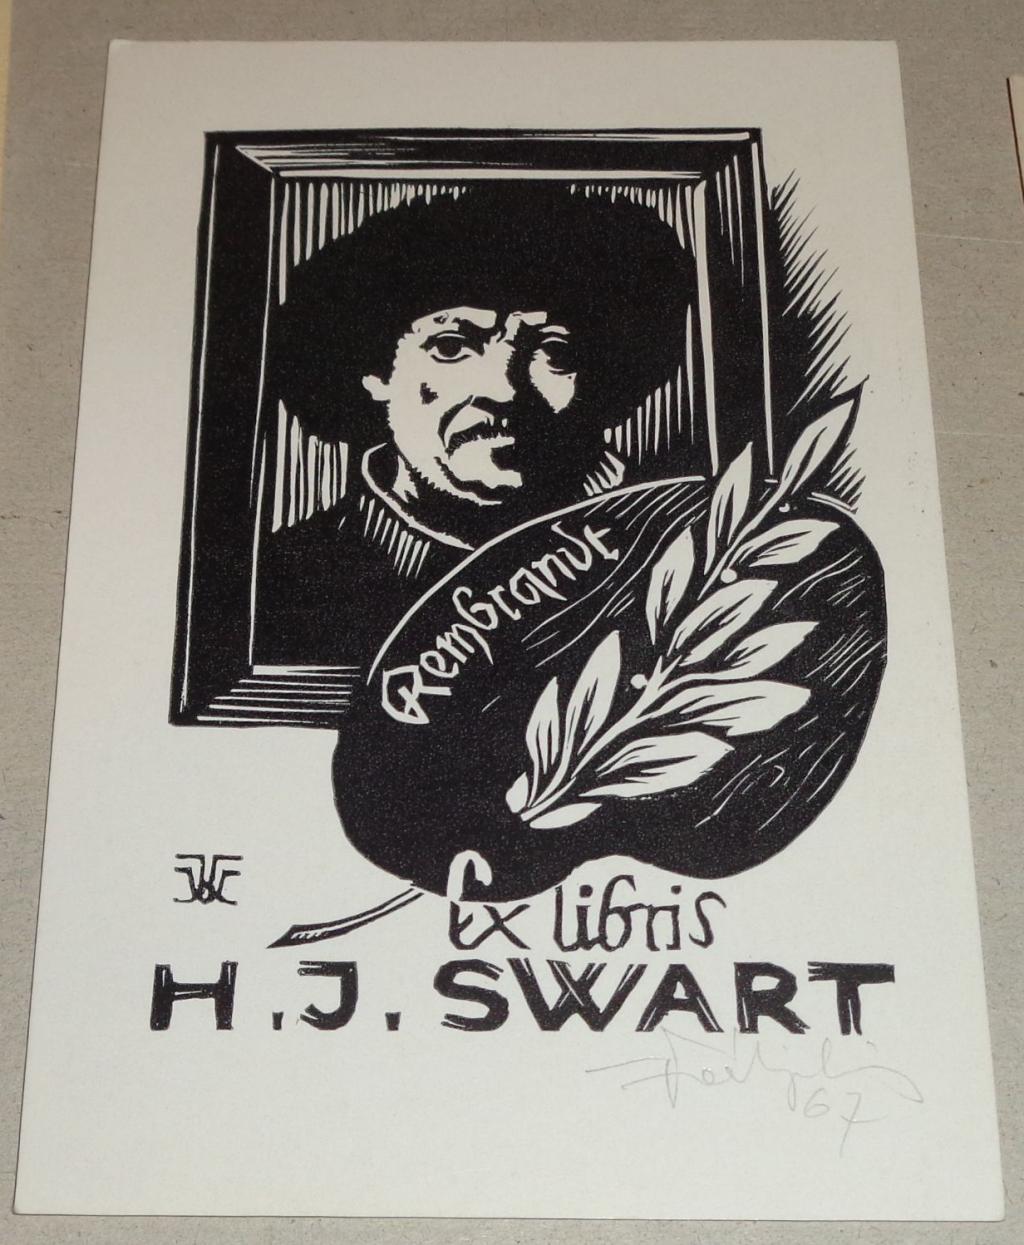 Rembrandt
Ex libris
H.J. SWART
67